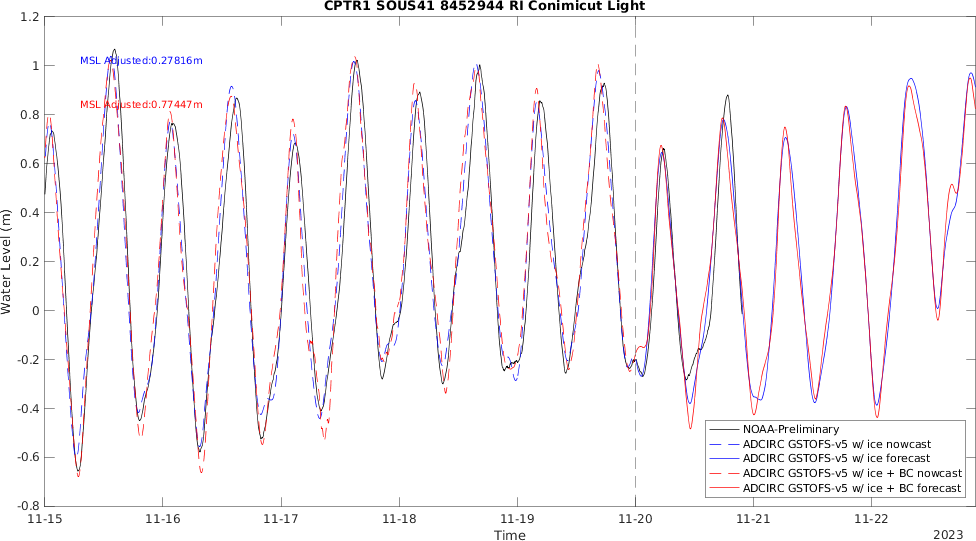 CPTR1 SOUS41 8452944 RI Conimicut Light
1.2
1
0.8
0.6
0.4
0.2
0
-0.2
-0.4
-0.6
-0.8
Water Level (m)
MSL Adjusted:0.27816m
MSL Adjusted:0.77447m
NOAA-Preliminary
ADCIRC GSTOFS-v5 w/ ice nowcast
ADCIRC GSTOFS-v5 w/ ice forecast
ADCIRC GSTOFS-v5 w/ ice + BC nowcast
ADCIRC GSTOFS-v5 w/ ice + BC forecast
11-15 11-16 11-17 11-18 11-19 11-20 11-21 11-22
Time
2023